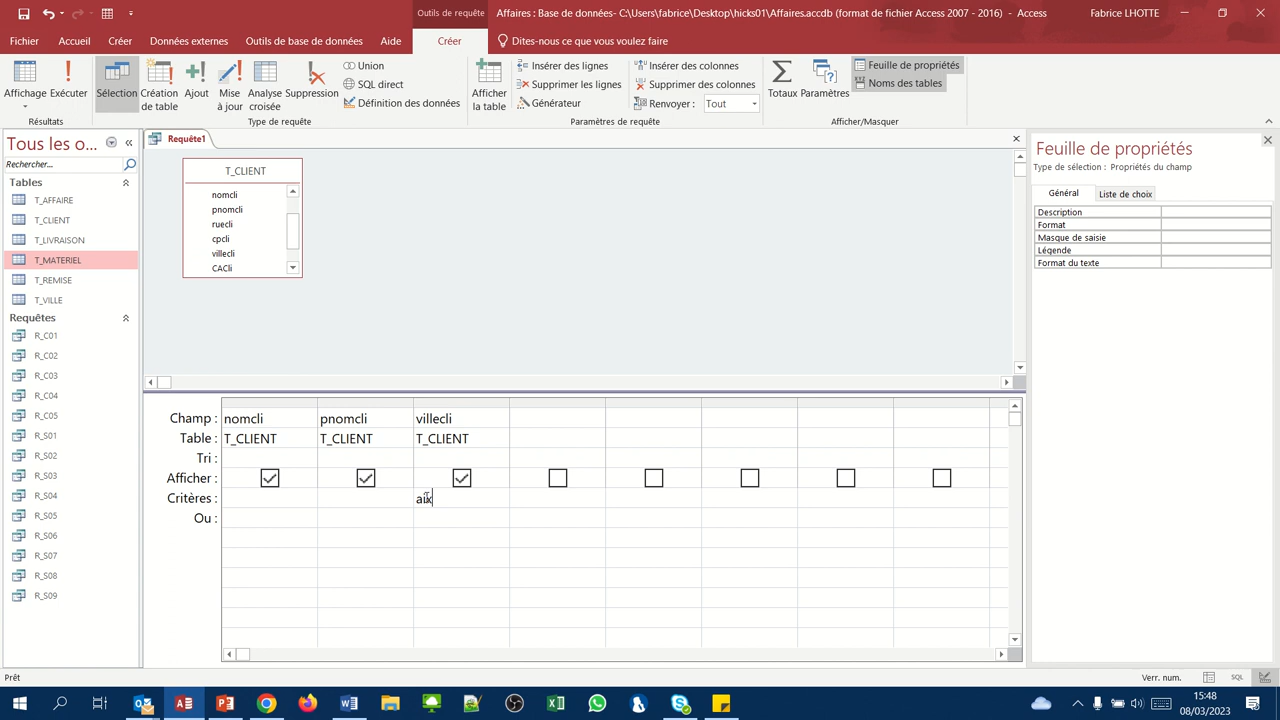 Outils de requête
Affaires : Base de données- C:\Users\fabrice\Desktop\hicks01\Affaires.accdb (format de fichier Access 2007 - 2016) - Access
Fabrice LHOTTE
Fichier Accueil Créer Données externes Outils de base de données Aide Créer Dites-nous ce que vous voulez faire
Affichage
Exécuter
Résultats
Sélection
Création de table
Ajout
Mise à jour
Analyse croisée
Suppression
Union
SQL direct
Définition des données
Type de requête
Afficher la table
Insérer des lignes
Supprimer les lignes
Générateur
Insérer des colonnes
Supprimer des colonnes
Renvoyer : Tout
Paramètres de requête
Totaux
Paramètres
Feuille de propriétés
Noms des tables
Afficher/Masquer
Tous les o...
Rechercher...
Tables
T_AFFAIRE
T_CLIENT
T_LIVRAISON
T_MATERIEL
T_REMISE
T_VILLE
Requêtes
R_C01
R_C02
R_C03
R_C04
R_C05
R_S01
R_S02
R_S03
R_S04
R_S05
R_S06
R_S07
R_S08
R_S09
Requête1
T_CLIENT
nomcli
pnomcli
ruecli
cpcli
villecli
CACli
Champ : nomcli pnomcli villecli
Table : T_CLIENT T_CLIENT T_CLIENT
Tri :
Afficher :
Critères : aix
Ou :
Feuille de propriétés
Type de sélection : Propriétés du champ
Général Liste de choix
Description
Format
Masque de saisie
Légende
Format du texte
Prêt
Verr. num.
SQL
15:48
08/03/2023